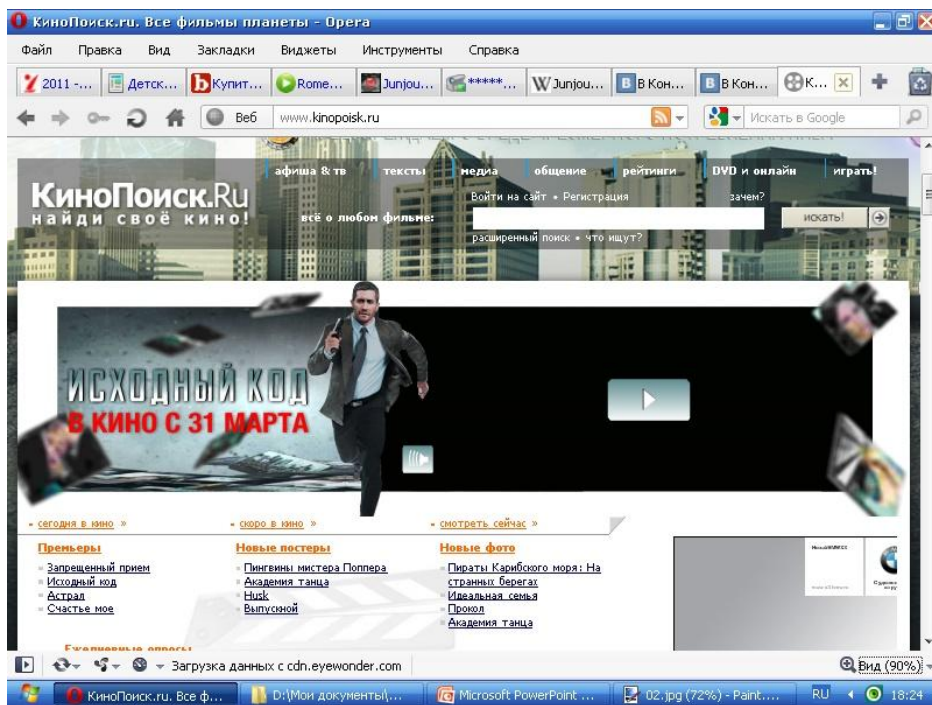 КиноПоиск.ru. Все фильмы планеты - Opera
Файл Правка Вид Закладки Виджеты Инструменты Справка
2011 -... Детск... Купит... Rome... Junjou... *****... Junjou... В Кон... В Кон... К...
Веб www.kinopoisk.ru Искать в Google
афиша & тв тексты медиа общение рейтинги DVD и онлайн играть!
КиноПоиск.Ru
найди своё кино!
Войти на сайт • Регистрация зачем?
всё о любом фильме: искать!
расширенный поиск • что ищут?
ИСХОДНЫЙ КОД
В КИНО С 31 МАРТА
сегодня в кино » скоро в кино » смотреть сейчас »
Премьеры Новые постеры Новые фото
Запрещенный прием Пингвины мистера Поппера Пираты Карибского моря: На
Исходный код Академия танца странных берегах
Астрал Husk Идеальная семья
Счастье мое Выпускной Прокол
Академия танца
Ежедневные опросы
Загрузка данных с cdn.eyewonder.com Вид (90%)
КиноПоиск.ru. Все ф... D:\Мои документы\... Microsoft PowerPoint ... 02.jpg (72%) - Paint.... RU 18:24